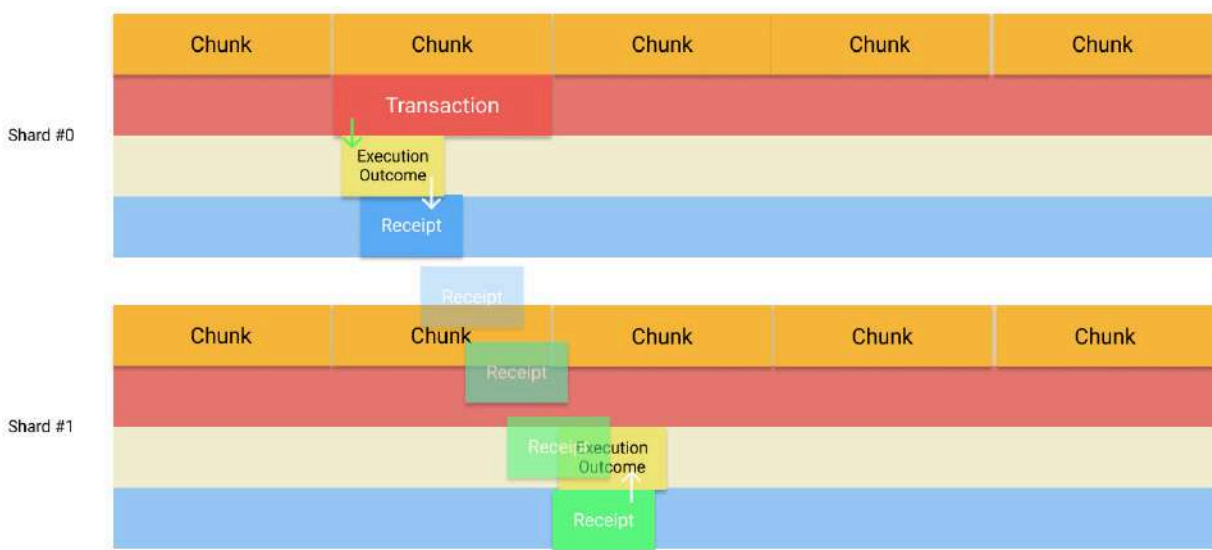 Chunk Chunk Chunk Chunk Chunk
Transaction
Shard #0
Execution
Outcome
Receipt
Receipt
Chunk Chunk Chunk Chunk Chunk
Receipt
Shard #1
Receipt
Execution
Outcome
Receipt